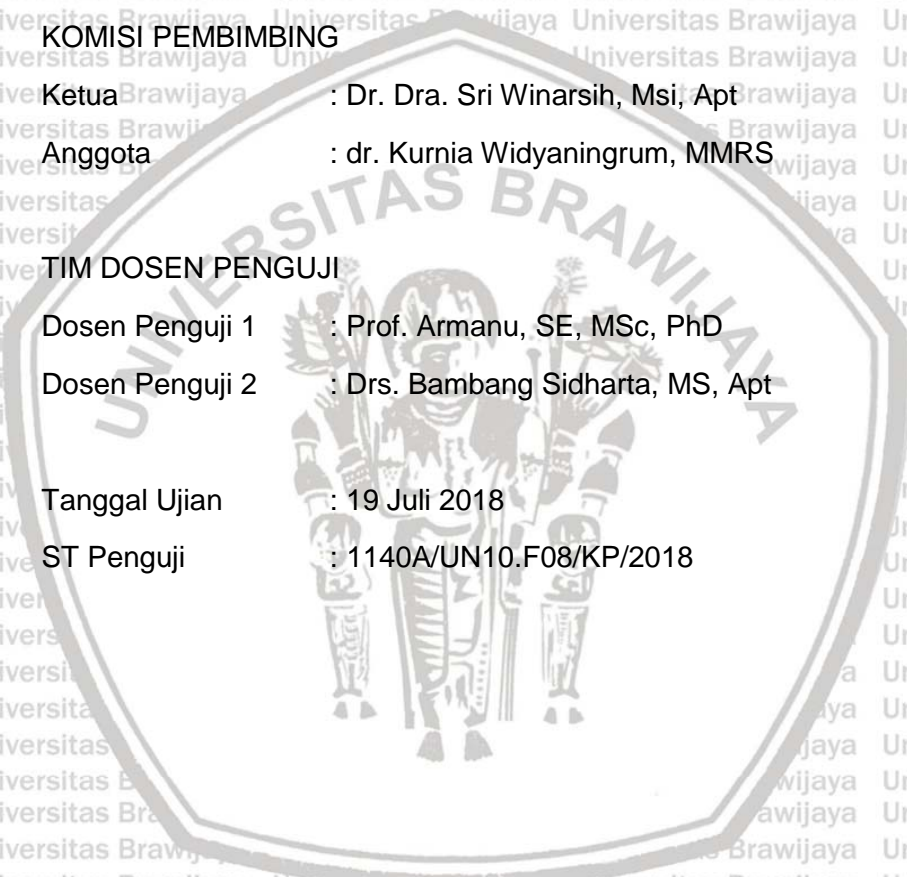 KOMISI PEMBIMBING
Ketua : Dr. Dra. Sri Winarsih, Msi, Apt
Anggota : dr. Kurnia Widyaningrum, MMRS
TIM DOSEN PENGUJI
Dosen Penguji 1 : Prof. Armanu, SE, MSc, PhD
Dosen Penguji 2 : Drs. Bambang Sidharta, MS, Apt
Tanggal Ujian : 19 Juli 2018
ST Penguji : 1140A/UN10.F08/KP/2018
UNIVERSITAS BRAWIJAYA